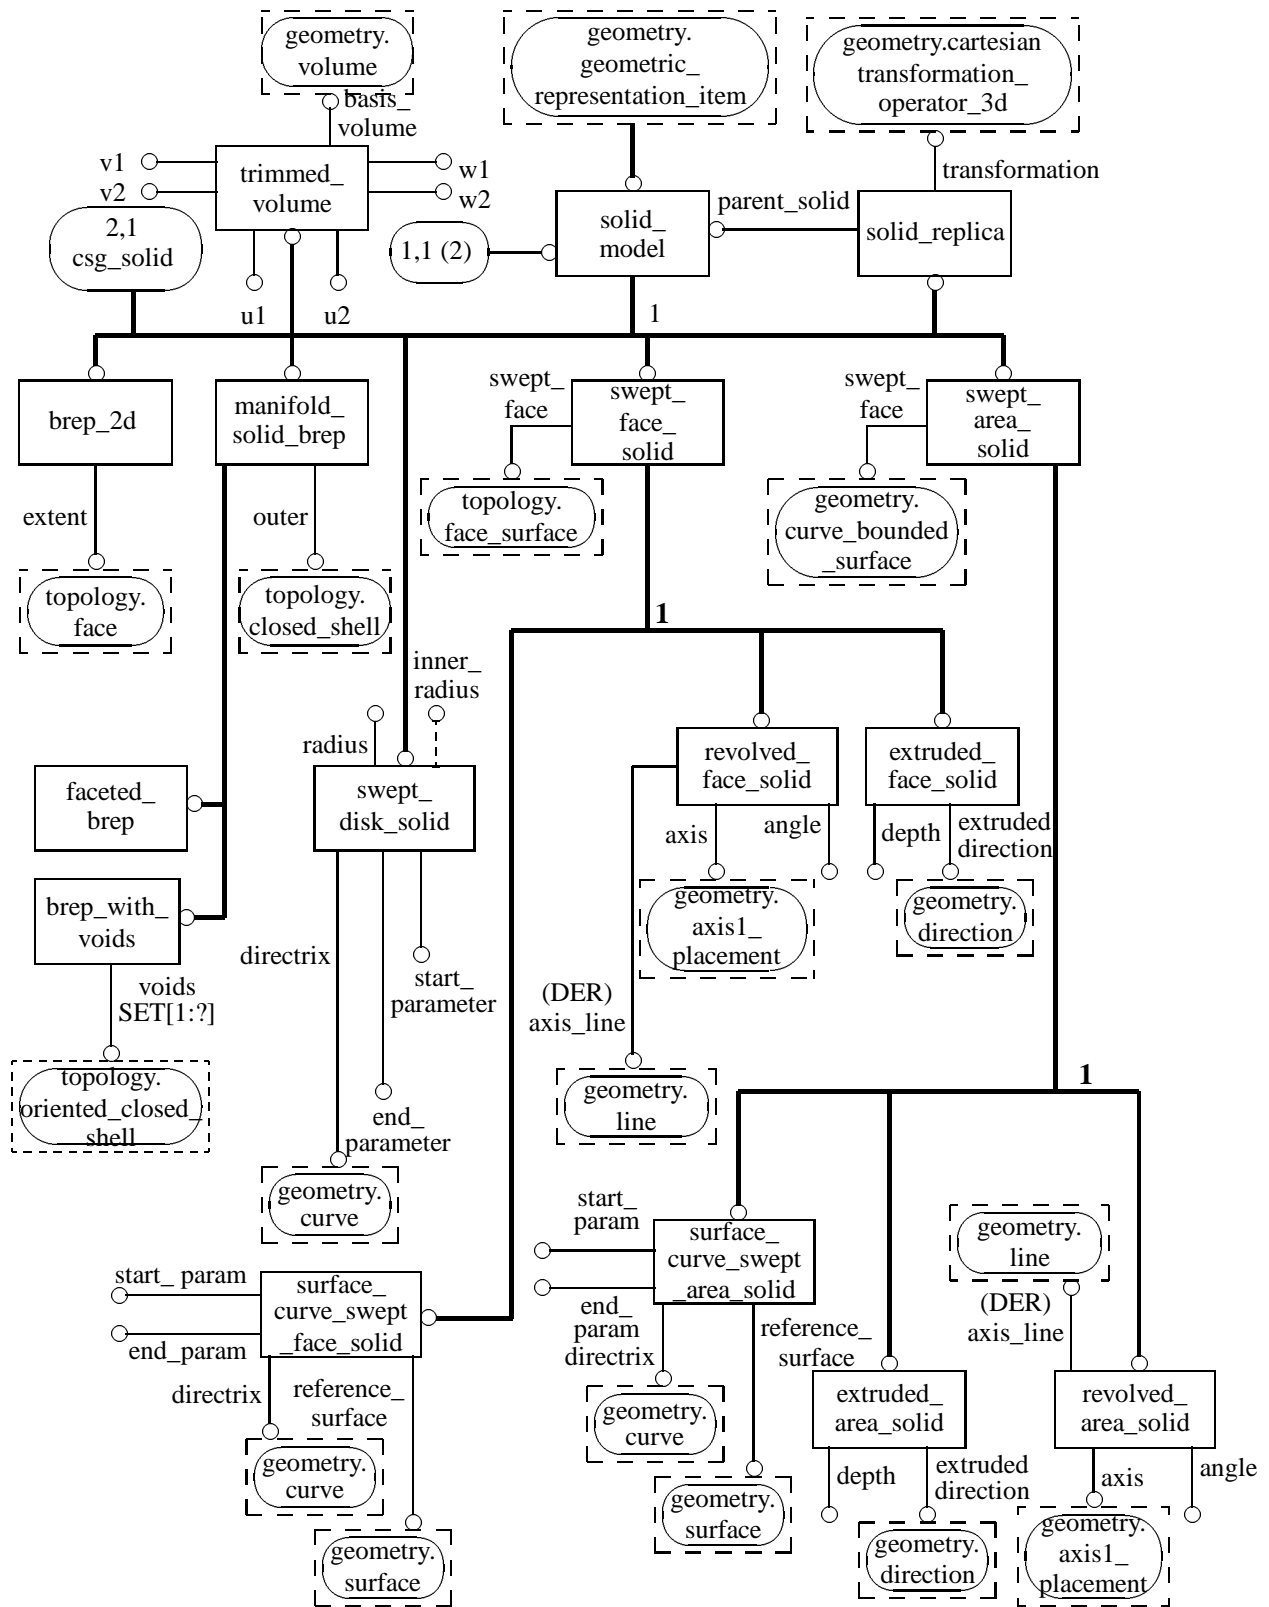 geometry.
volume
geometry.
geometric_
representation_item
geometry.cartesian
transformation_
operator_3d
basis_
volume
v1
v2
trimmed_
volume
w1
w2
transformation
parent_solid
2,1
csg_solid
1,1 (2)
solid_
model
solid_replica
u1
u2
1
brep_2d
manifold_
solid_brep
swept_
face
swept_
face_
solid
swept_
face
swept_
area_
solid
extent
outer
topology.
face_surface
geometry.
curve_bounded
_surface
topology.
face
topology.
closed_shell
1
inner_
radius
radius
revolved_
face_solid
extruded_
face_solid
faceted_
brep
swept_
disk_solid
axis
angle
depth
extruded
direction
brep_with_
voids
geometry.
axis1_
placement
geometry.
direction
directrix
start_
parameter
voids
SET[1:?]
(DER)
axis_line
topology.
oriented_closed_
shell
end_
parameter
geometry.
line
1
geometry.
curve
start_
param
surface_
curve_swept
_area_solid
geometry.
line
start_ param
end_param
surface_
curve_swept
_face_solid
end_
param
directrix
reference_
surface
(DER)
axis_line
directrix
reference_
surface
geometry.
curve
extruded_
area_solid
revolved_
area_solid
geometry.
curve
geometry.
surface
depth
extruded
direction
axis
angle
geometry.
surface
geometry.
direction
geometry.
axis1_
placement